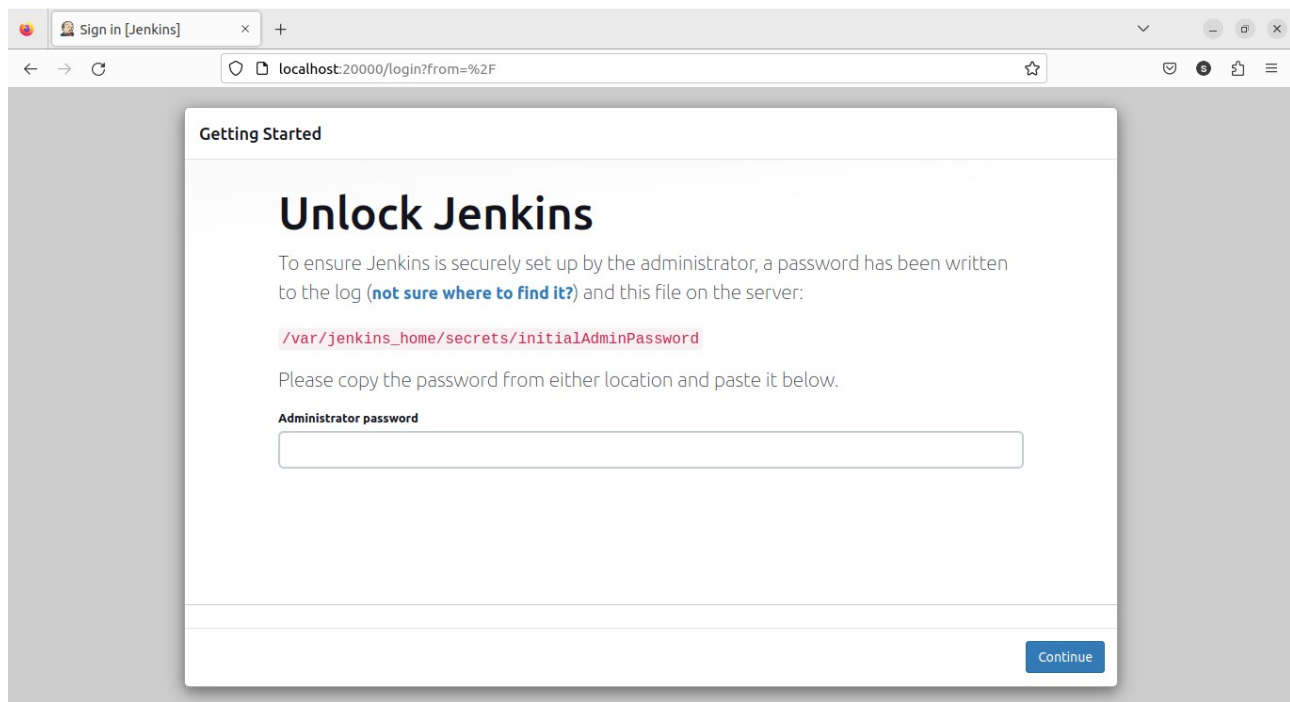 Sign in [Jenkins]
localhost:20000/login?from=%2F
S
Getting Started
Unlock Jenkins
To ensure Jenkins is securely set up by the administrator, a password has been written
to the log (not sure where to find it?) and this file on the server:
/var/jenkins_home/secrets/initialAdminPassword
Please copy the password from either location and paste it below.
Administrator password
Continue